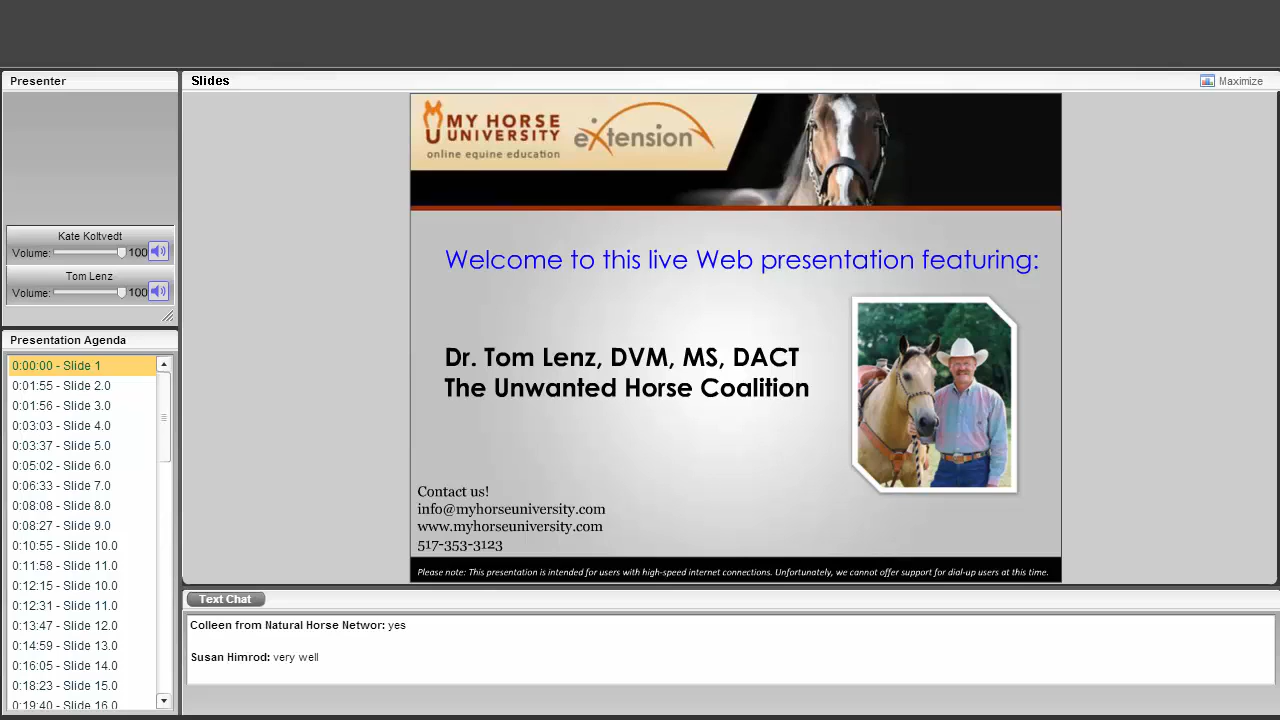 Presenter
Kate Koltvedt
Volume: 100
Tom Lenz
Volume: 100
Presentation Agenda
0:00:00 - Slide 1
0:01:55 - Slide 2.0
0:01:56 - Slide 3.0
0:03:03 - Slide 4.0
0:03:37 - Slide 5.0
0:05:02 - Slide 6.0
0:06:33 - Slide 7.0
0:08:08 - Slide 8.0
0:08:27 - Slide 9.0
0:10:55 - Slide 10.0
0:11:58 - Slide 11.0
0:12:11 - Slide 10.0
0:12:31 - Slide 11.0
0:13:47 - Slide 12.0
0:14:59 - Slide 13.0
0:16:05 - Slide 14.0
0:18:23 - Slide 15.0
0:19:40 - Slide 16.0
Slides
Maximize
MY HORSE
UNIVERSITY
online equine education
eXtension
Welcome to this live Web presentation featuring:
Dr. Tom Lenz, DVM, MS, DACT
The Unwanted Horse Coalition
Contact us!
info@myhorseuniversity.com
www.myhorseuniversity.com
517-353-3123
Please note: This presentation is intended for users with high-speed internet connections. Unfortunately, we cannot offer support for dial-up users at this time.
Text Chat
Colleen from Natural Horse Networ: yes
Susan Himrod: very well